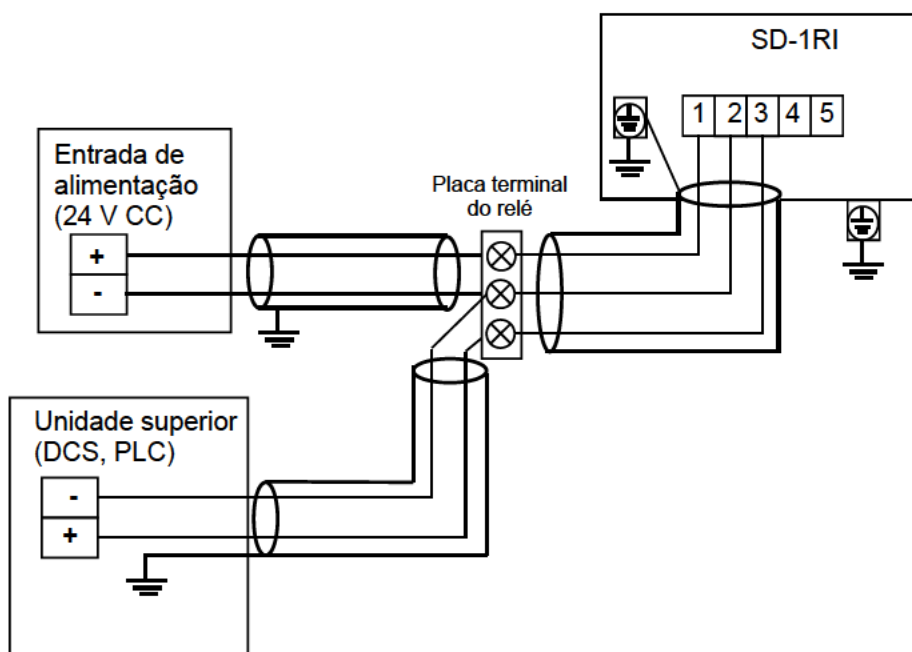 SD-1RI
1 2 3 4 5
Entrada de
alimentação
(24 V CC)
+
-
Placa terminal
do relé
Unidade superior
(DCS, PLC)
-
+